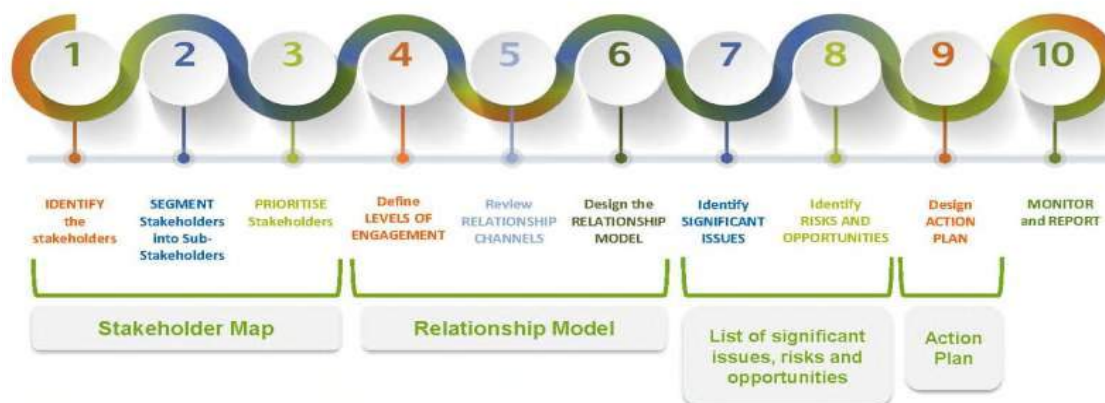 1
2
3
4
5
6
7
8
9
10
IDENTIFY
the
stakeholders
SEGMENT
Stakeholders
into Sub-
Stakeholders
PRIORITISE
Stakeholders
Define
LEVELS OF
ENGAGEMENT
Review
RELATIONSHIP
CHANNELS
Design the
RELATIONSHIP
MODEL
Identify
SIGNIFICANT
ISSUES
Identify
RISKS AND
OPPORTUNITIES
Design
ACTION
PLAN
MONITOR
and REPORT
Stakeholder Map
Relationship Model
List of significant
issues, risks and
opportunities
Action
Plan